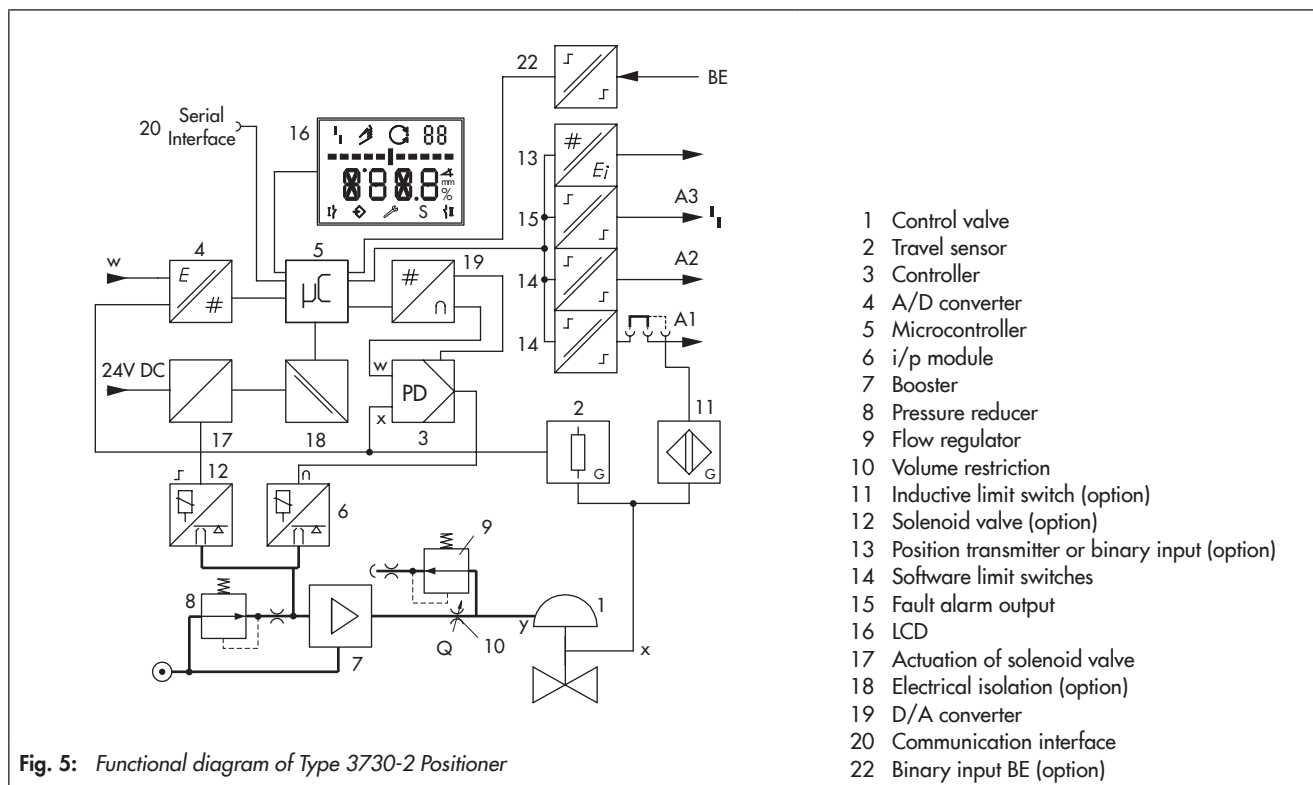 22
BE
20 Serial Interface
16
88
8.8
mm
%
S
13
#
Ei
A3
15
A2
14
A1
14
w
4
E
#
5
µC
19
#
∩
24V DC
w
PD
x
3
17
18
2
G
11
G
12
∩
6
9
8
7
Q
10
y
1
x
1 Control valve
2 Travel sensor
3 Controller
4 A/D converter
5 Microcontroller
6 i/p module
7 Booster
8 Pressure reducer
9 Flow regulator
10 Volume restriction
11 Inductive limit switch (option)
12 Solenoid valve (option)
13 Position transmitter or binary input (option)
14 Software limit switches
15 Fault alarm output
16 LCD
17 Actuation of solenoid valve
18 Electrical isolation (option)
19 D/A converter
20 Communication interface
22 Binary input BE (option)
Fig. 5: Functional diagram of Type 3730-2 Positioner